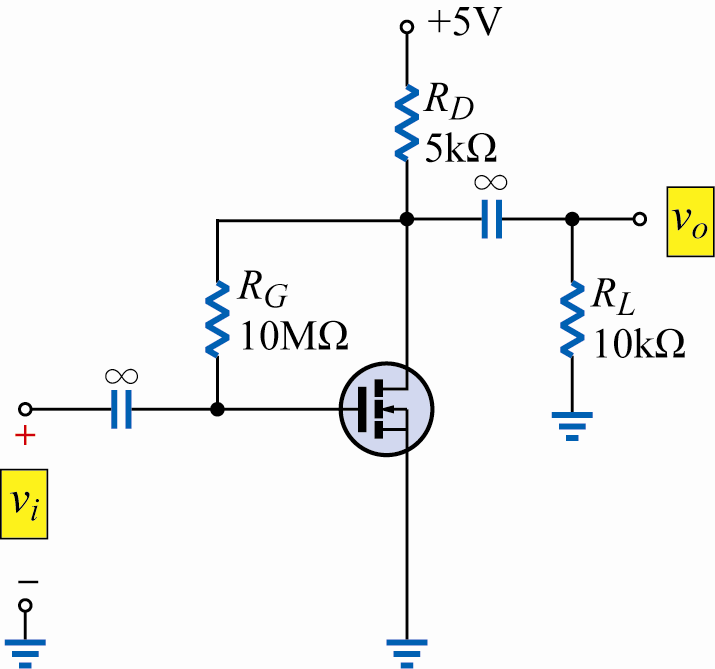 +5V
R_D
5kΩ
∞
v_o
R_G
10MΩ
R_L
10kΩ
∞
+
v_i
−